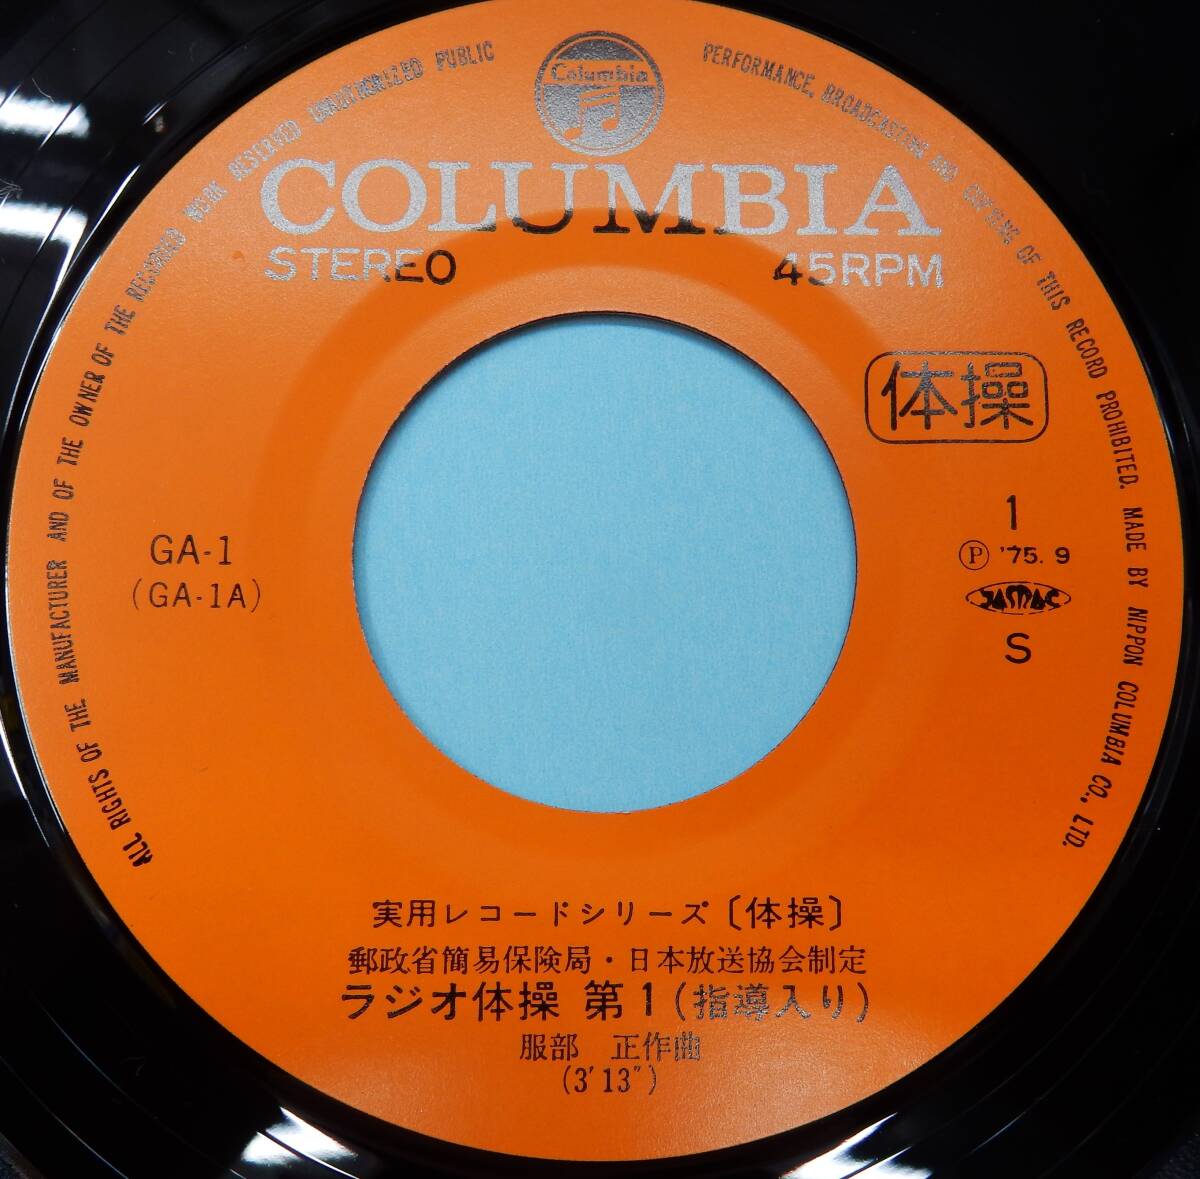 ALL RIGHTS OF THE MANUFACTURER AND OF THE OWNER OF THE RECORDED WORK RESERVED UNAUTHORIZED PUBLIC PERFORMANCE, BROADCASTING AND COPYING OF THIS RECORD PROHIBITED. MADE BY NIPPON COLUMBIA CO., LTD.
Columbia
COLUMBIA
STEREO 45RPM
体操
1
Ⓟ '75. 9
JASRAC
S
GA-1
(GA-1A)
実用レコードシリーズ〔体操〕
郵政省簡易保険局・日本放送協会制定
ラジオ体操 第1(指導入り)
服部 正作曲
(3′13″)